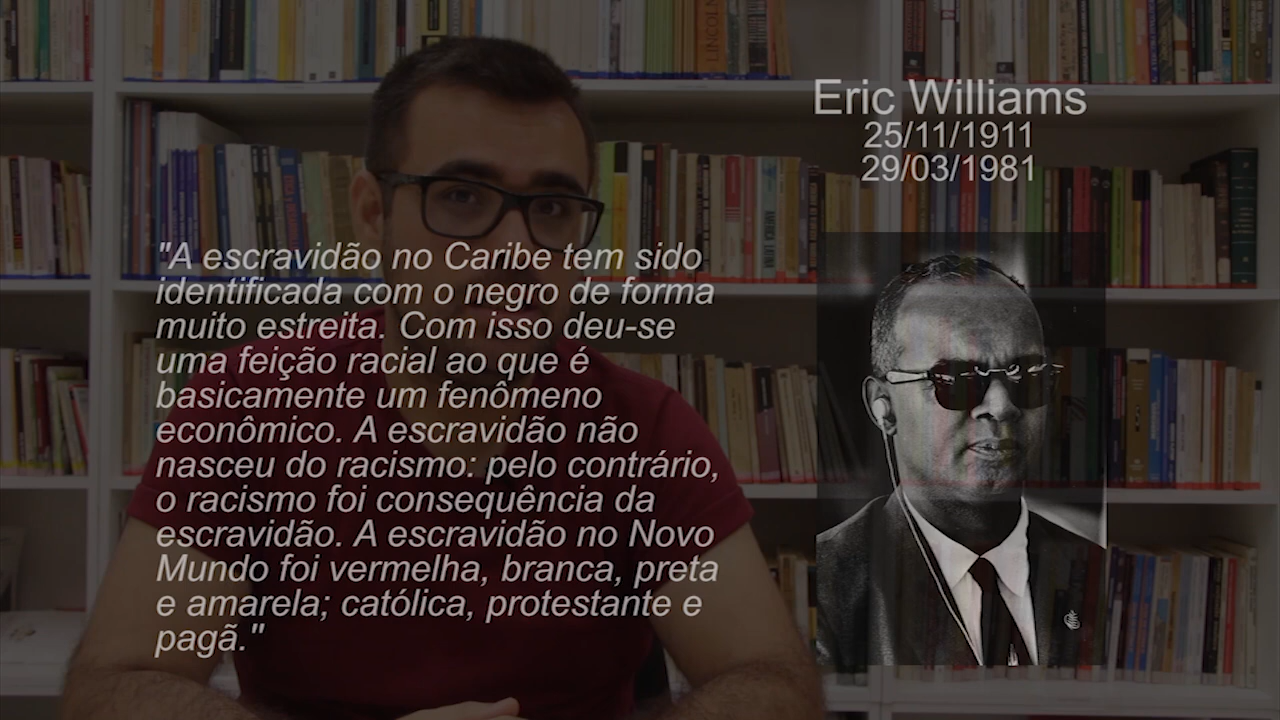 Eric Williams
25/11/1911
29/03/1981
"A escravidão no Caribe tem sido
identificada com o negro de forma
muito estreita. Com isso deu-se
uma feição racial ao que é
basicamente um fenômeno
econômico. A escravidão não
nasceu do racismo: pelo contrário,
o racismo foi consequência da
escravidão. A escravidão no Novo
Mundo foi vermelha, branca, preta
e amarela; católica, protestante e
pagã."
LINCOLN